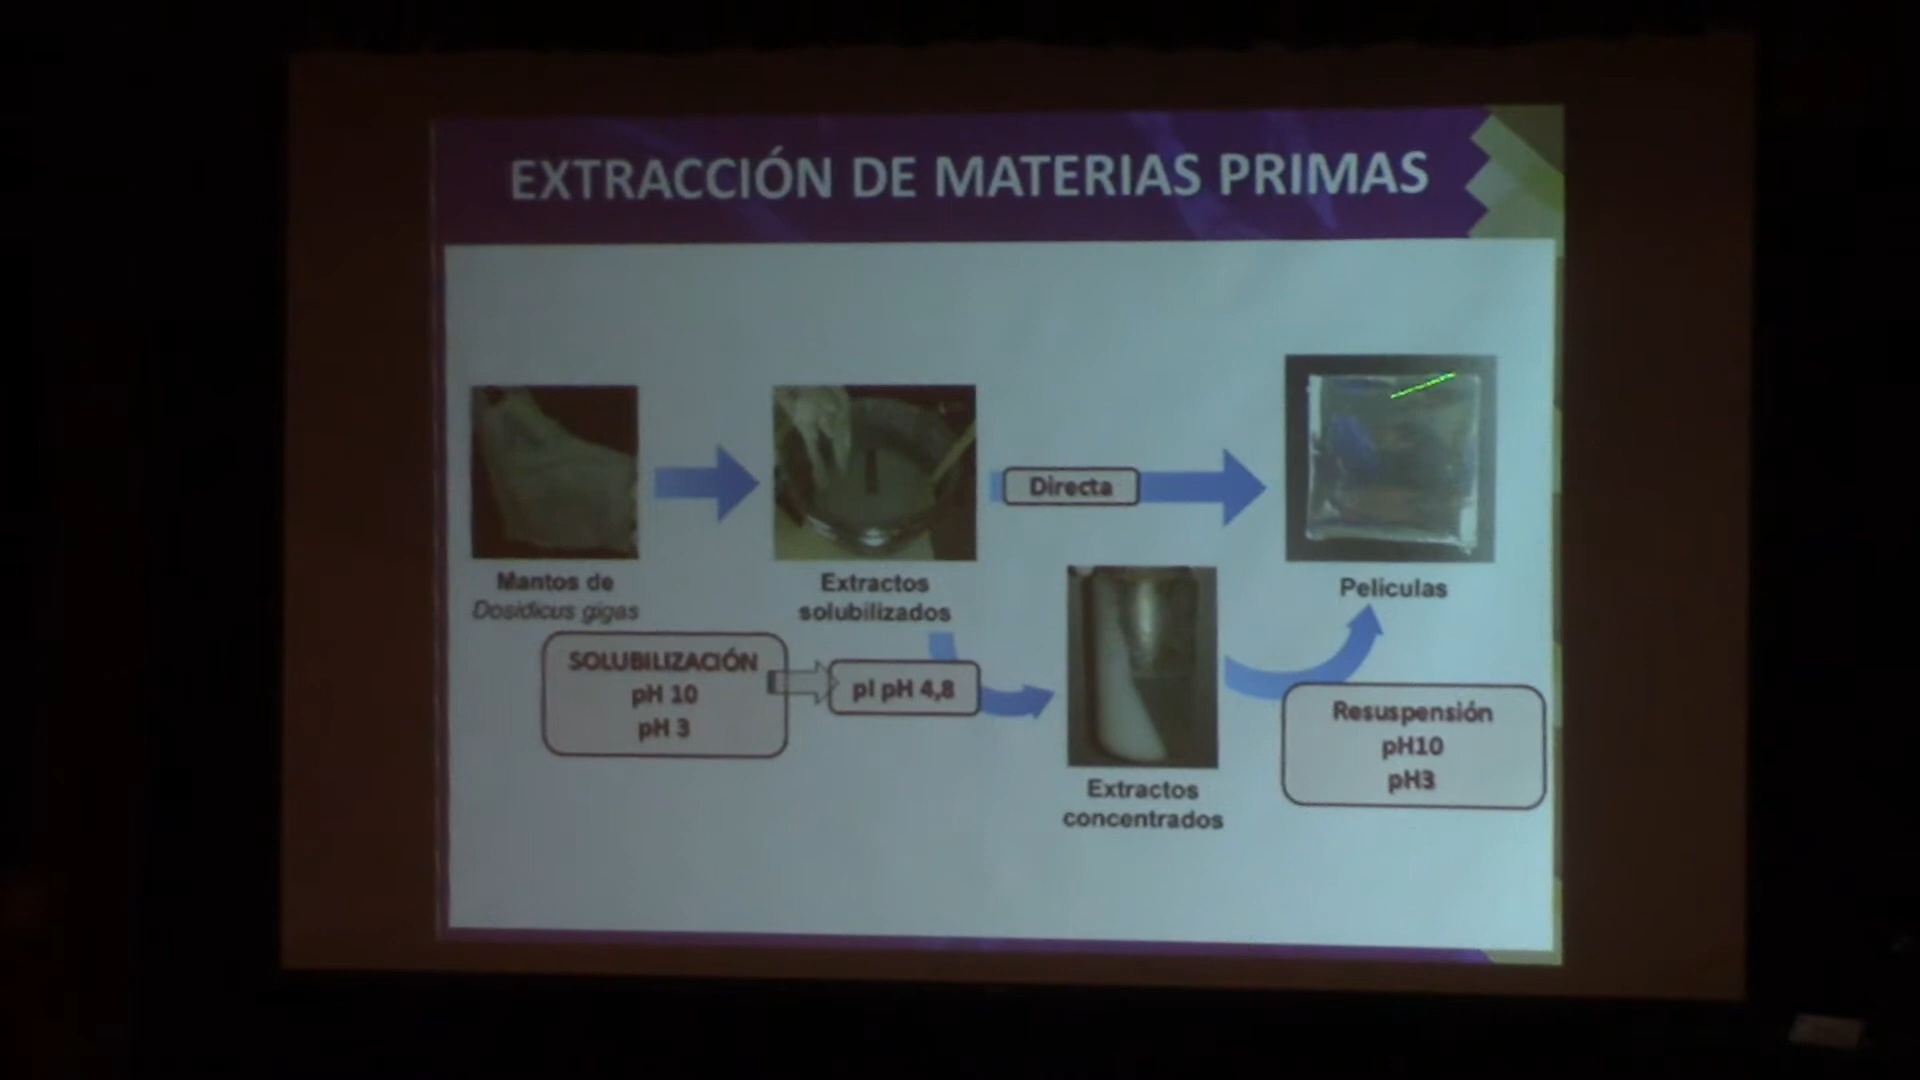 EXTRACCIÓN DE MATERIAS PRIMAS
Directa
Mantos de
Dosidicus gigas
Extractos
solubilizados
Peliculas
SOLUBILIZACIÓN
pH 10
pH 3
pI pH 4,8
Resuspensión
pH10
pH3
Extractos
concentrados